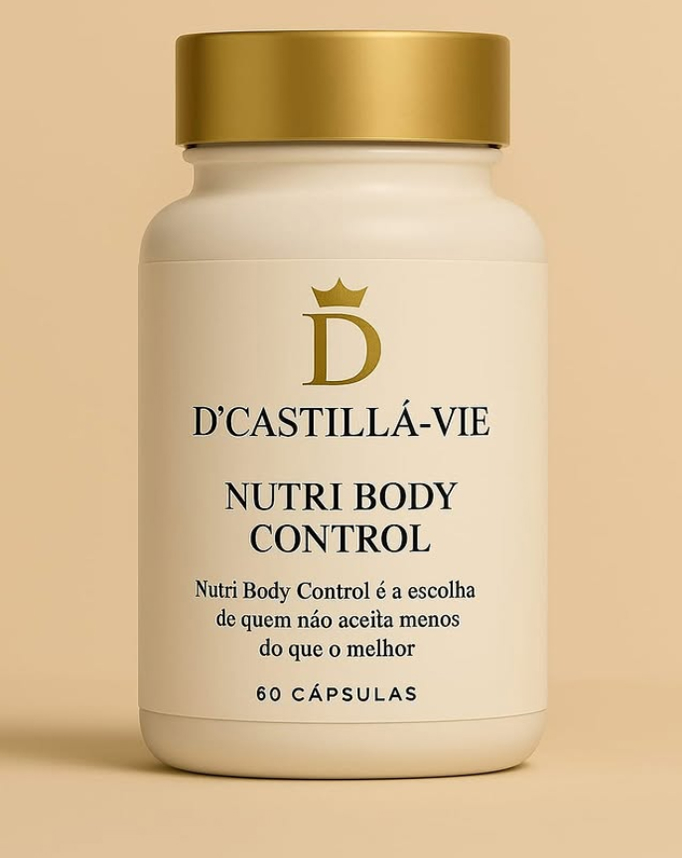 D
D'CASTILLÁ-VIE
NUTRI BODY
CONTROL
Nutri Body Control é a escolha
de quem náo aceita menos
do que o melhor
60 CÁPSULAS